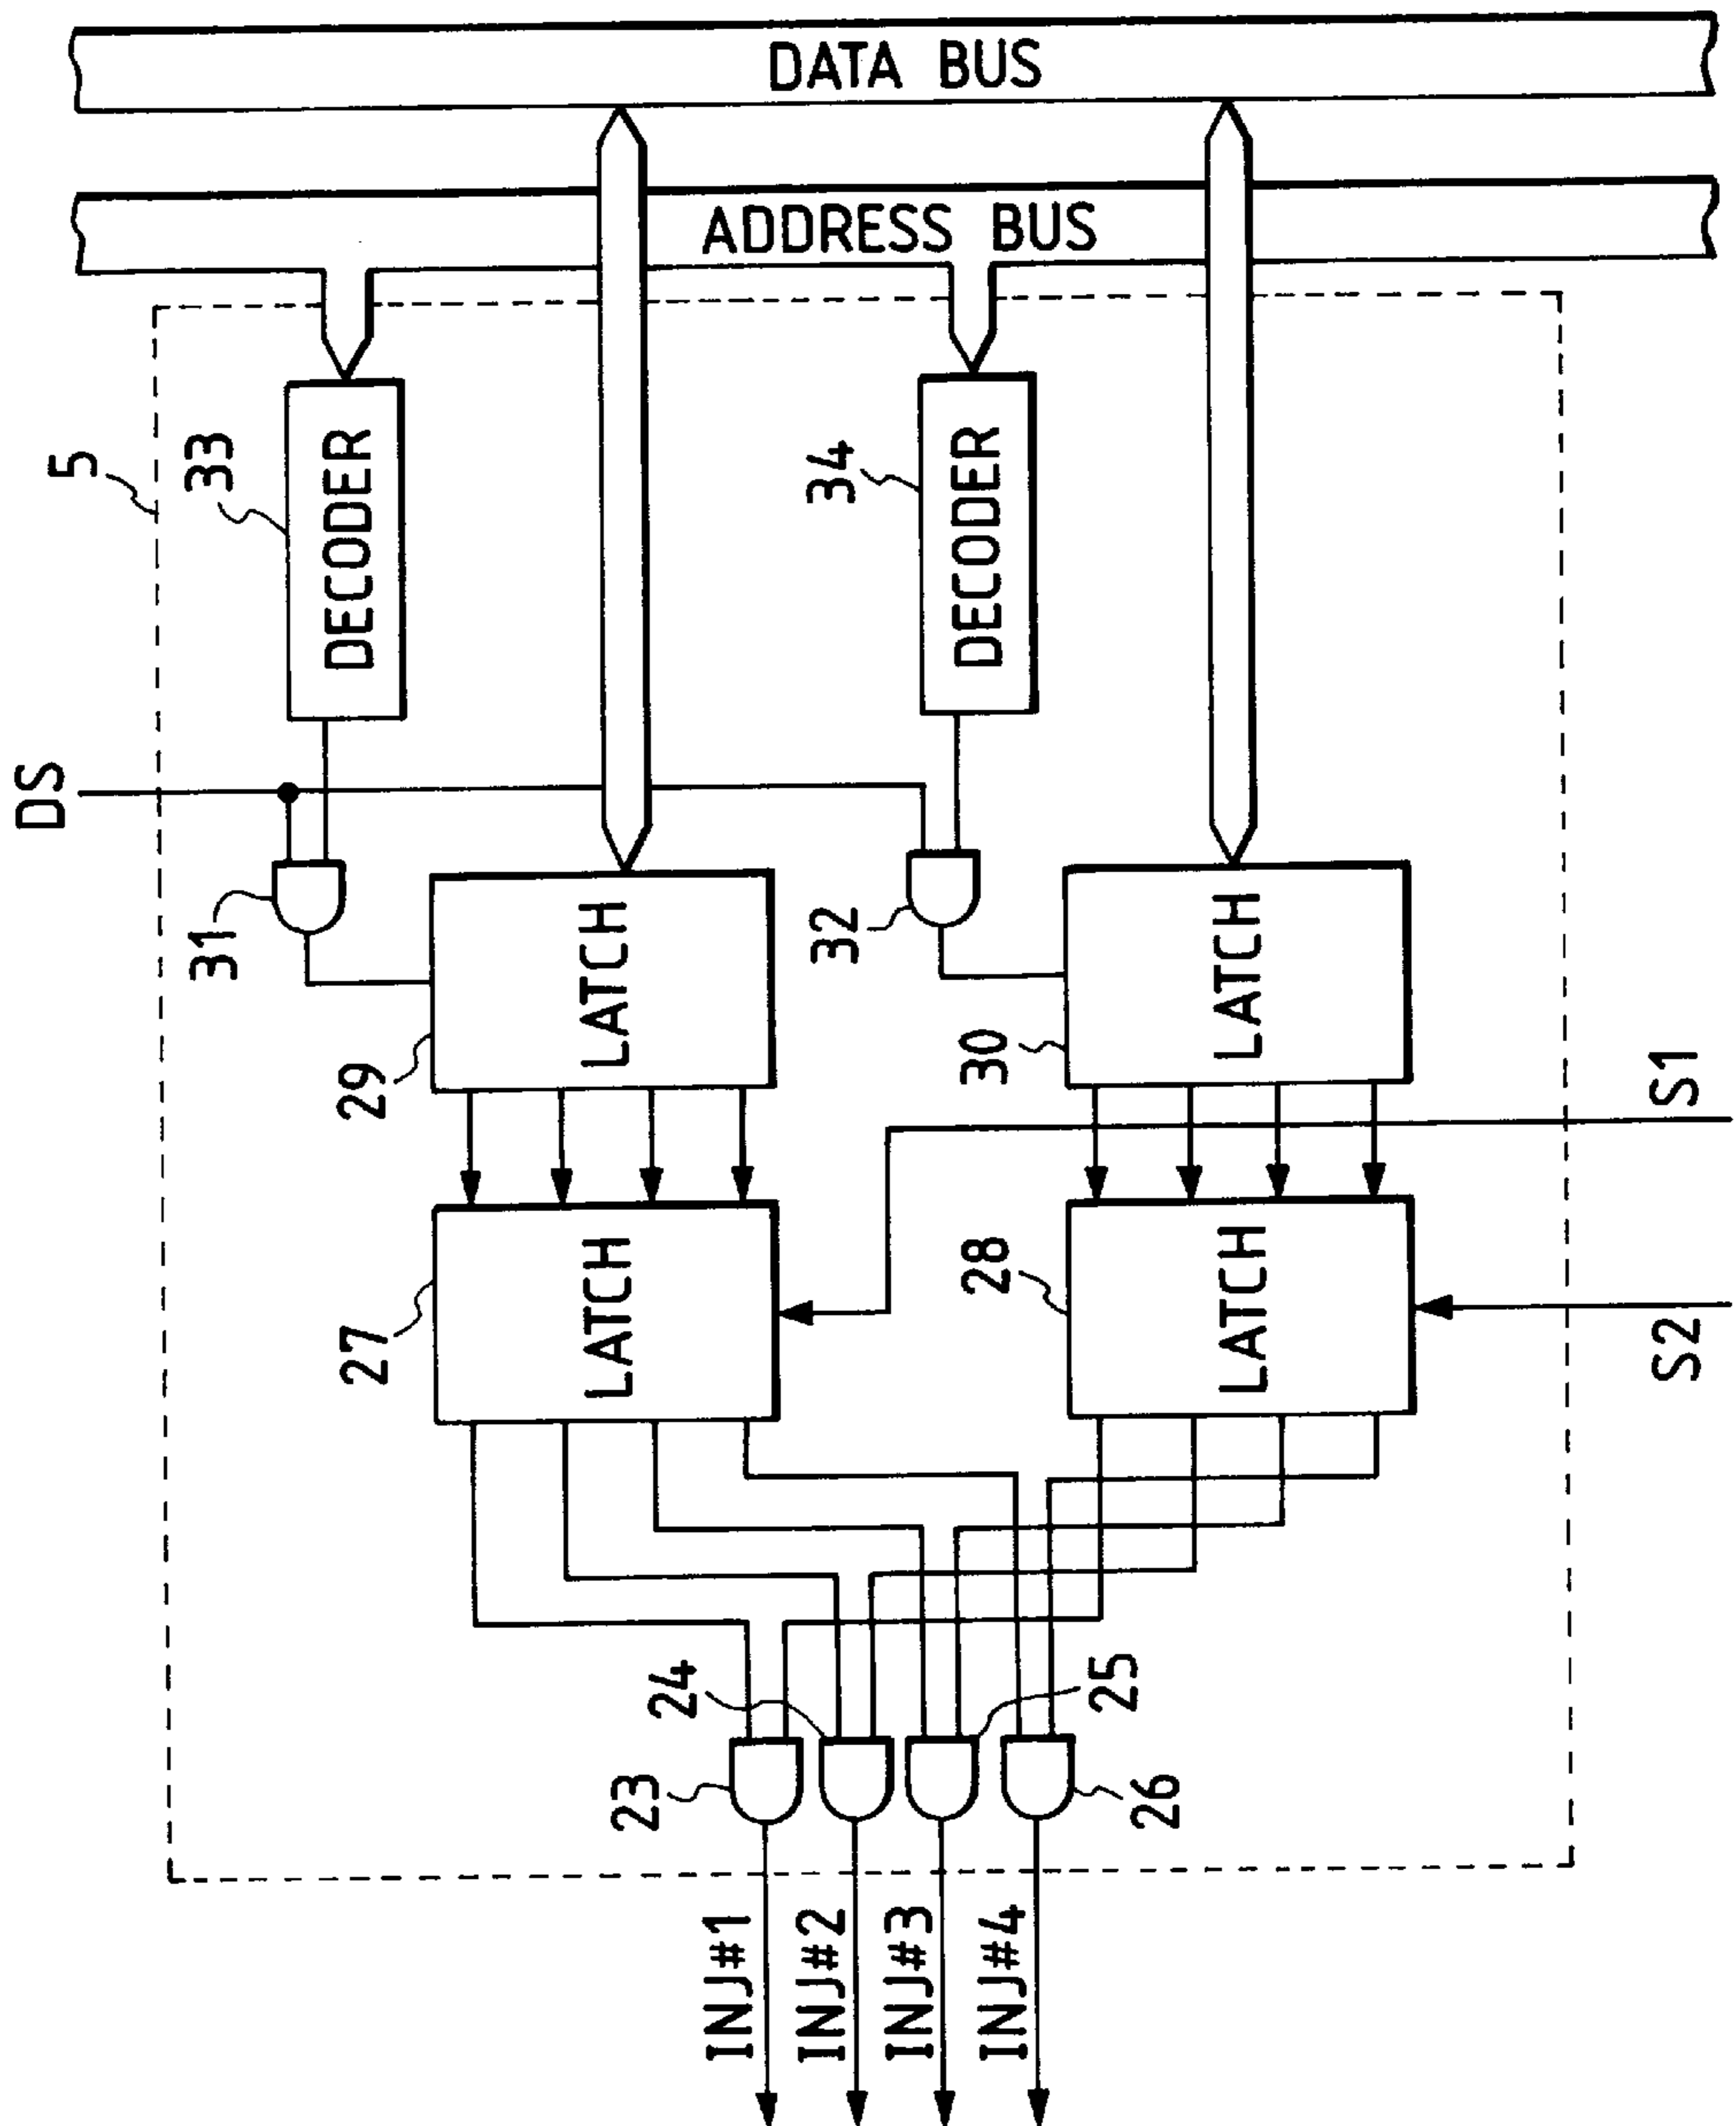 DATA BUS
ADDRESS BUS
5
33
DECODER
34
DECODER
DS
31
32
29
LATCH
30
LATCH
S1
27
LATCH
28
LATCH
S2
24
25
23
26
INJ#1
INJ#2
INJ#3
INJ#4